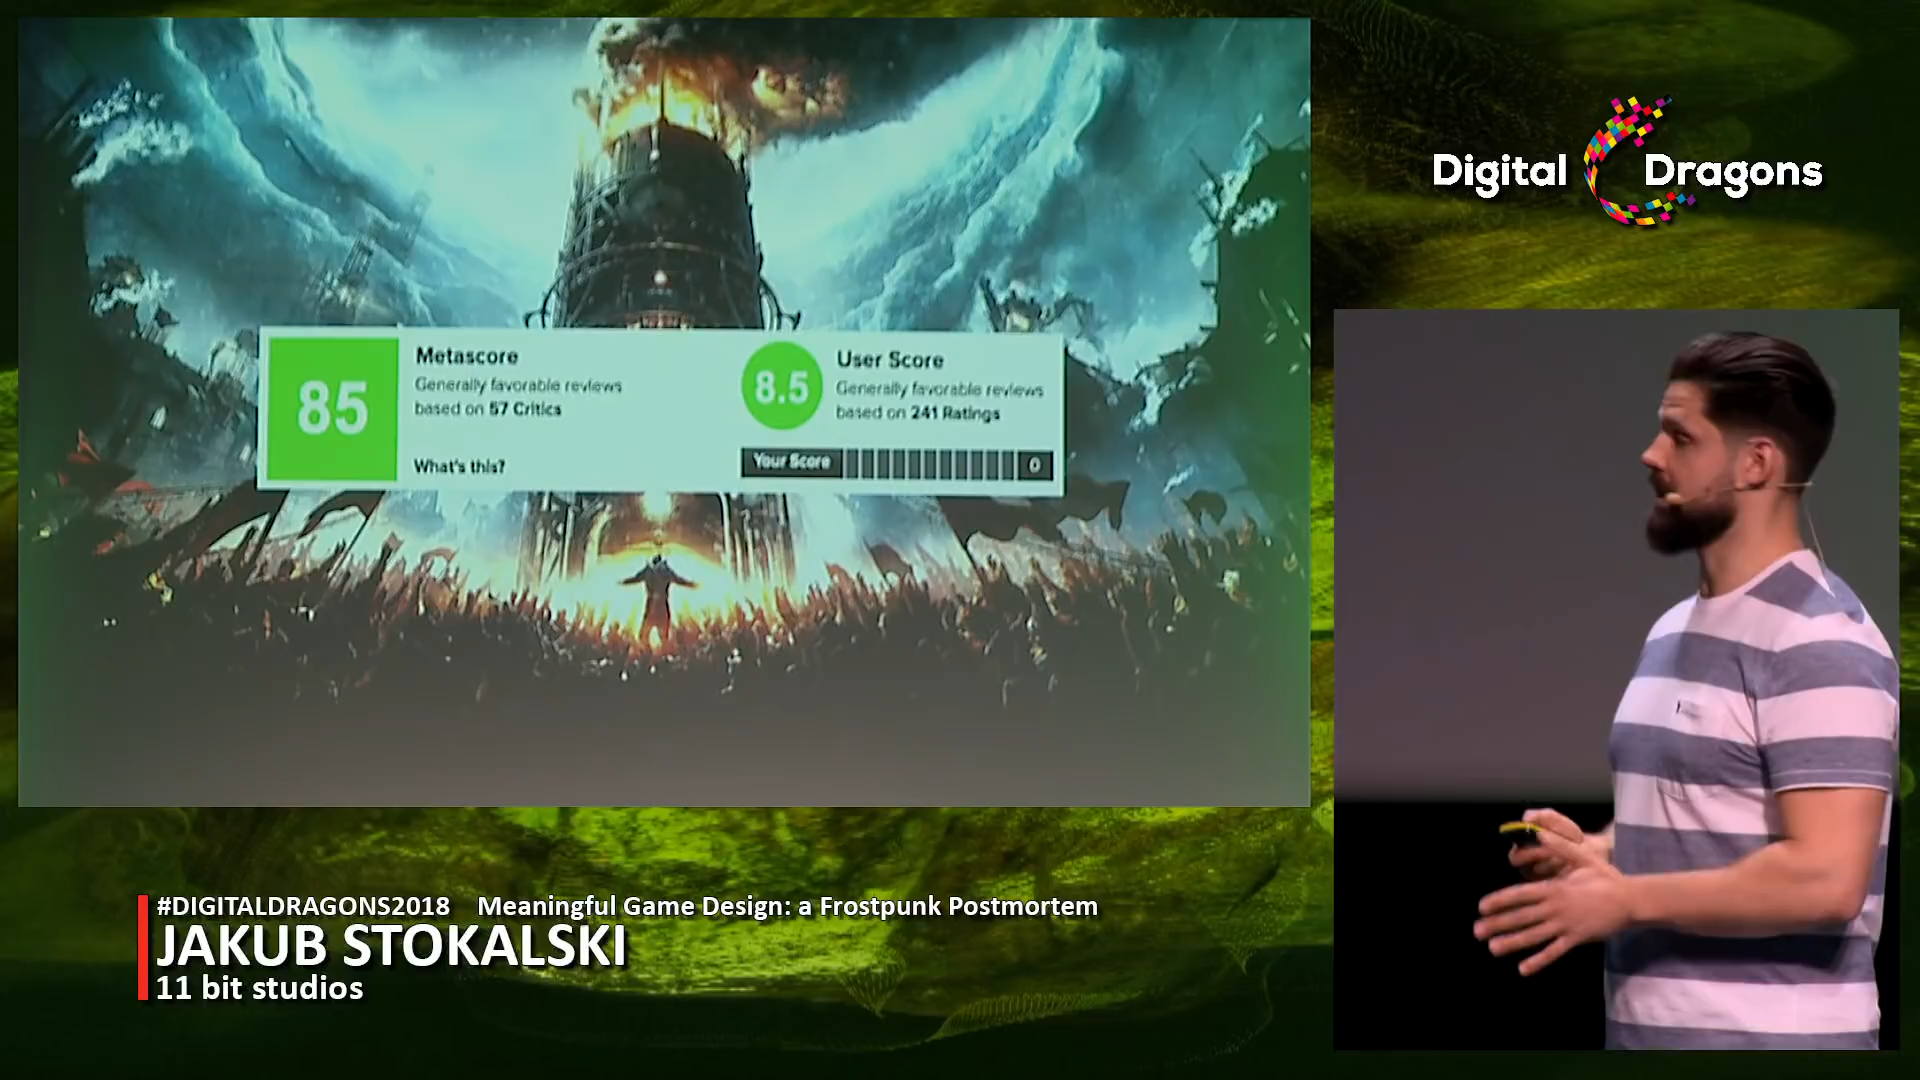 Digital Dragons
85
Metascore
Generally favorable reviews
based on 57 Critics
What's this?
8.5
User Score
Generally favorable reviews
based on 241 Ratings
Your Score
0
#DIGITALDRAGONS2018 Meaningful Game Design: a Frostpunk Postmortem
JAKUB STOKALSKI
11 bit studios